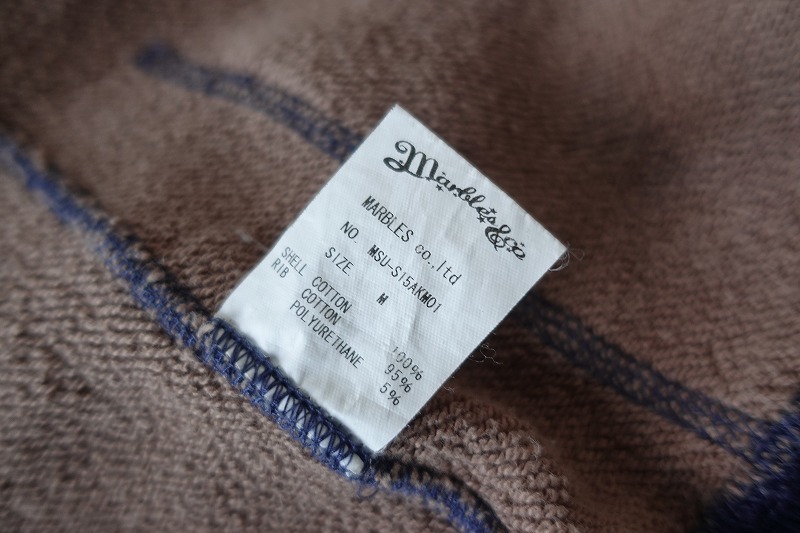 Marbles & Co
MARBLES co.,ltd
NO. MSU-S15AKM01
SIZE M
SHELL COTTON 100%
RIB COTTON 95%
POLYURETHANE 5%